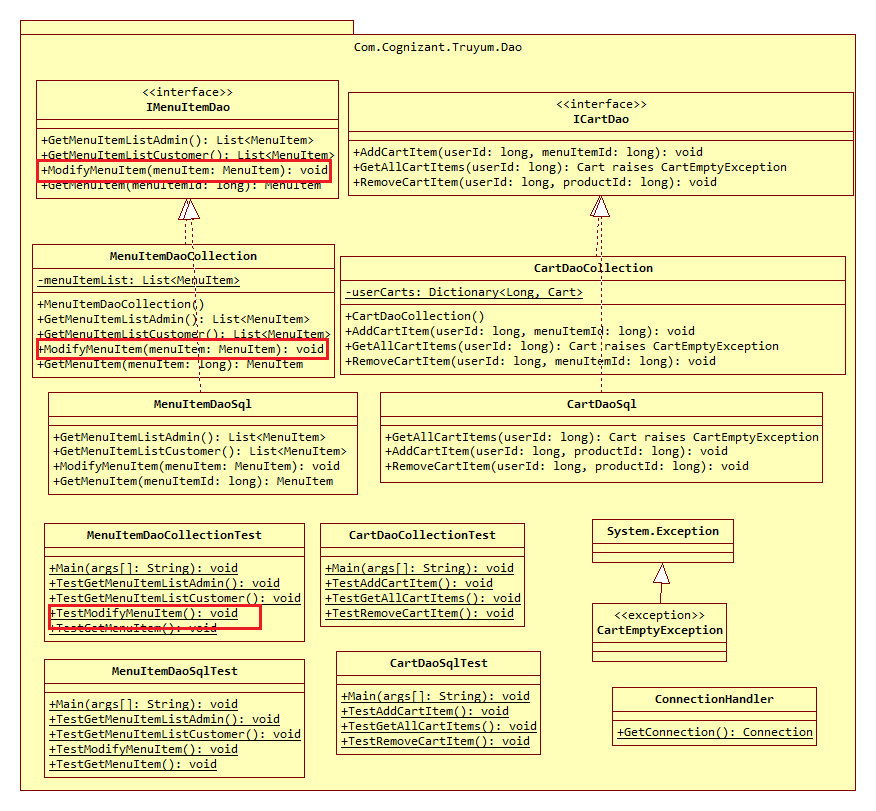 Com.Cognizant.Truyum.Dao
<<interface>>
IMenuItemDao
+GetMenuItemListAdmin(): List<MenuItem>
+GetMenuItemListCustomer(): List<MenuItem>
+ModifyMenuItem(menuItem: MenuItem): void
+GetMenuItem(menuItemId: long): MenuItem
<<interface>>
ICartDao
+AddCartItem(userId: long, menuItemId: long): void
+GetAllCartItems(userId: long): Cart raises CartEmptyException
+RemoveCartItem(userId: Long, productId: long): void
MenuItemDaoCollection
-menuItemList: List<MenuItem>
+MenuItemDaoCollection()
+GetMenuItemListAdmin(): List<MenuItem>
+GetMenuItemListCustomer(): List<MenuItem>
+ModifyMenuItem(menuItem: MenuItem): void
+GetMenuItem(menuItemId: long): MenuItem
CartDaoCollection
-userCarts: Dictionary<Long, Cart>
+CartDaoCollection()
+AddCartItem(userId: long, menuItemId: long): void
+GetAllCartItems(userId: long): Cart raises CartEmptyException
+RemoveCartItem(userId: long, menuItemId: long): void
MenuItemDaoSql
+GetMenuItemListAdmin(): List<MenuItem>
+GetMenuItemListCustomer(): List<MenuItem>
+ModifyMenuItem(menuItem: MenuItem): void
+GetMenuItem(menuItemId: long): MenuItem
CartDaoSql
+GetAllCartItems(userId: long): Cart raises CartEmptyException
+AddCartItem(userId: long, productId: long): void
+RemoveCartItem(userId: long, productId: long): void
MenuItemDaoCollectionTest
+Main(args[]: String): void
+TestGetMenuItemListAdmin(): void
+TestGetMenuItemListCustomer(): void
+TestModifyMenuItem(): void
+TestGetMenuItem(): void
CartDaoCollectionTest
+Main(args[]: String): void
+TestAddCartItem(): void
+TestGetAllCartItems(): void
+TestRemoveCartItem(): void
System.Exception
<<exception>>
CartEmptyException
MenuItemDaoSqlTest
+Main(args[]: String): void
+TestGetMenuItemListAdmin(): void
+TestGetMenuItemListCustomer(): void
+TestModifyMenuItem(): void
+TestGetMenuItem(): void
CartDaoSqlTest
+Main(args[]: String): void
+TestAddCartItem(): void
+TestGetAllCartItems(): void
+TestRemoveCartItem(): void
ConnectionHandler
+GetConnection(): Connection